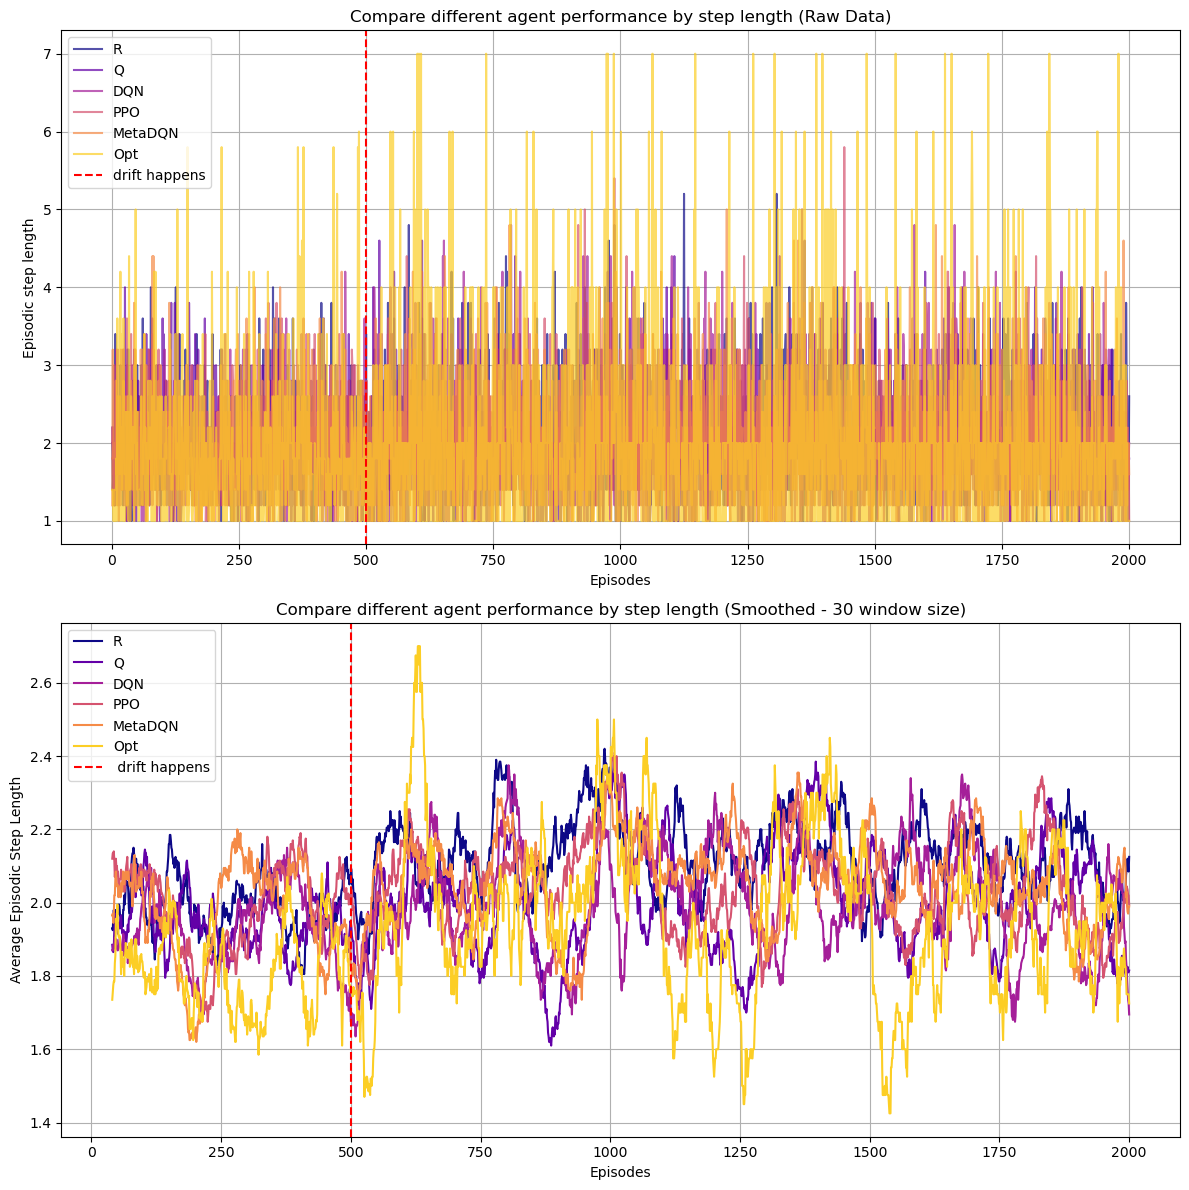 Compare different agent performance by step length (Raw Data)
R
Q
DQN
PPO
MetaDQN
Opt
drift happens
7
6
5
4
3
2
1
Episodic step length
0 250 500 750 1000 1250 1500 1750 2000
Episodes
Compare different agent performance by step length (Smoothed - 30 window size)
R
Q
DQN
PPO
MetaDQN
Opt
drift happens
2.6
2.4
2.2
2.0
1.8
1.6
1.4
Average Episodic Step Length
0 250 500 750 1000 1250 1500 1750 2000
Episodes